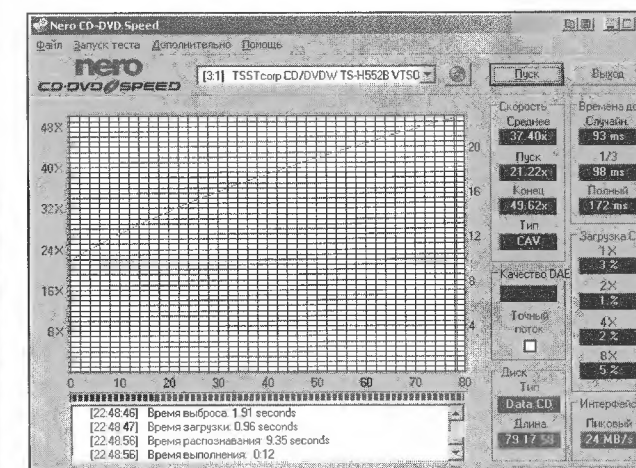 Nero CD-DVD Speed
Файл Запуск теста Дополнительно Помощь
nero
CD·DVD SPEED
[3:1] TSSTcorp CD/DVDW TS-H552B VTSO
Пуск
Выход
48X
40X
32X
24X
16X
8X
20
16
12
8
4
0 10 20 30 40 50 60 70 80
Скорость
Среднее
37.40x
Пуск
21.22x
Конец
49.62x
Тип
CAV
Качество DAE
Точный
поток
Диск
Тип
Data CD
Длина
79:17
Времена до
Случайн.
93 ms
1/3
98 ms
Полный
172 ms
Загрузка C
1X
3 %
2X
1 %
4X
2 %
8X
5 %
Интерфейс
Пиковый
24 MB/s
[22:48:46] Время выброса: 1.91 seconds
[22:48:47] Время загрузки: 0.96 seconds
[22:48:56] Время распознавания: 9.35 seconds
[22:48:56] Время выполнения: 0:12